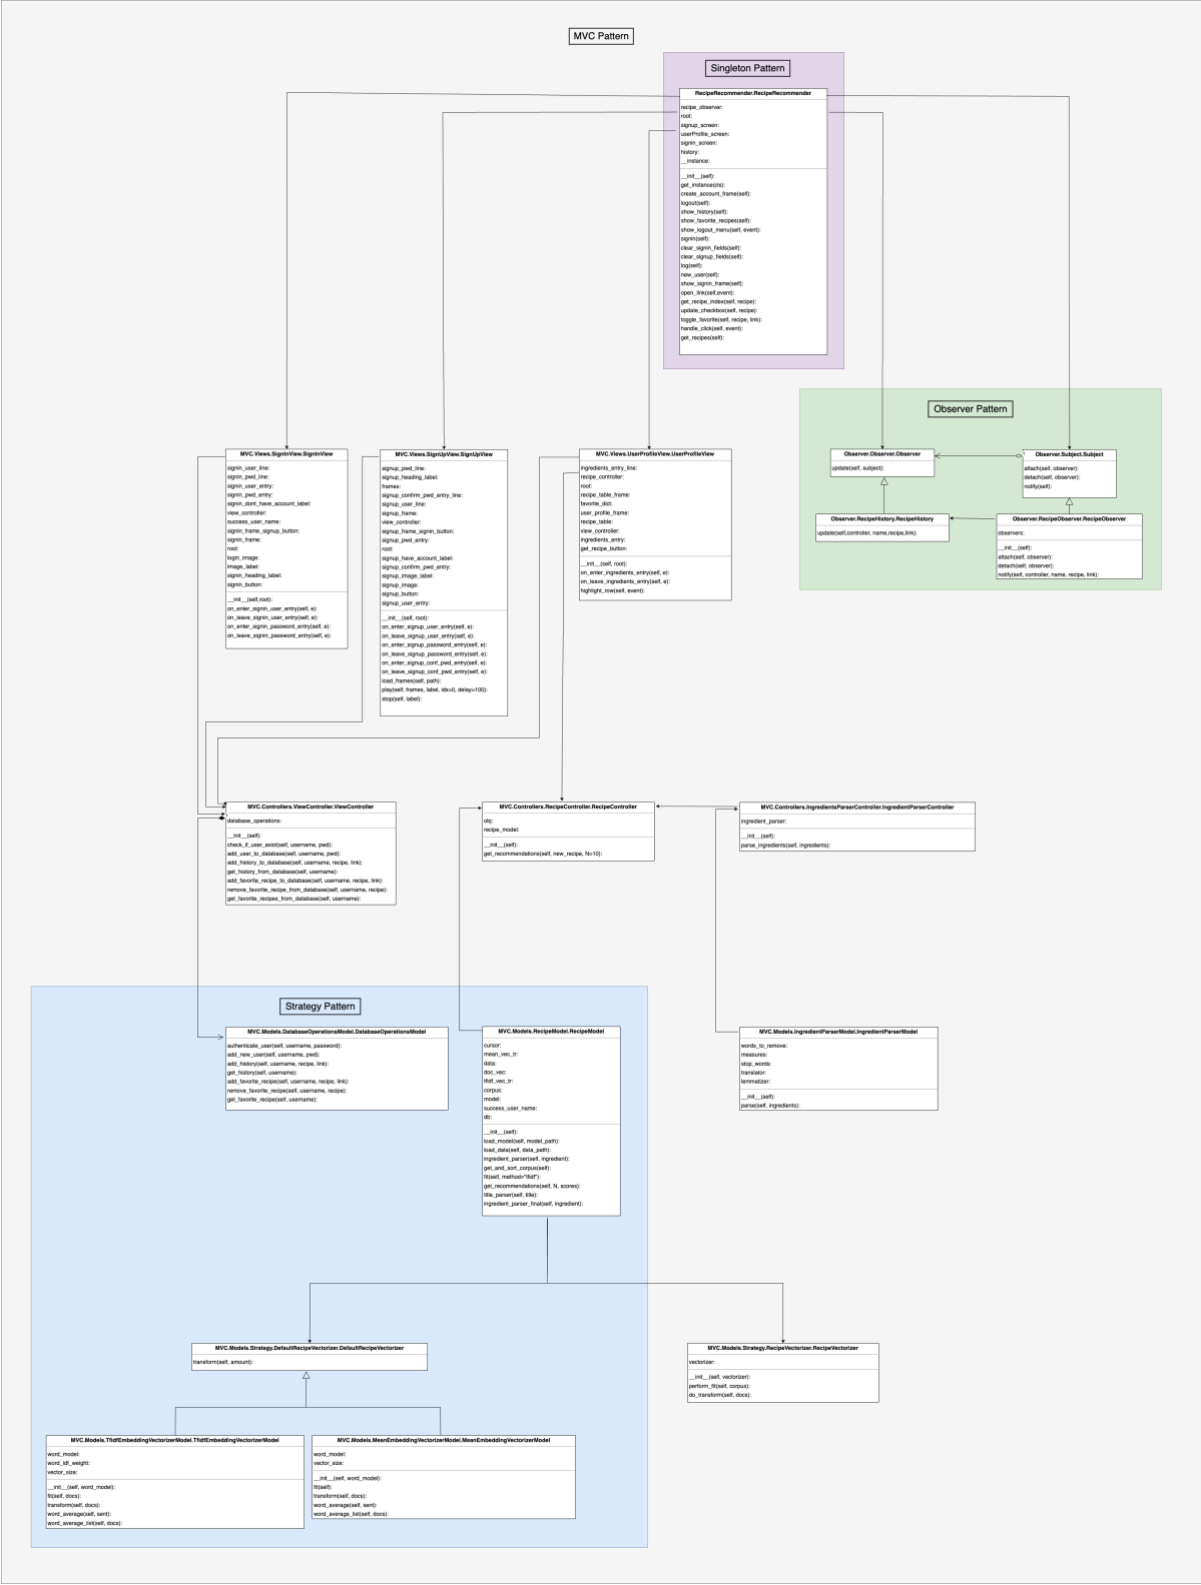 MVC Pattern
Singleton Pattern
RecipeRecommender.RecipeRecommender
recipe_observer:
root:
signup_screen:
userProfile_screen:
signin_screen:
history:
__instance:
__init__(self):
get_instance(cls):
create_account_frame(self):
logout(self):
show_history(self):
show_favorite_recipes(self):
show_logout_menu(self, event):
signin(self):
clear_signin_fields(self):
clear_signup_fields(self):
log(self):
new_user(self):
show_signin_frame(self):
open_link(self,event):
get_recipe_index(self, recipe):
update_checkbox(self, recipe):
toggle_favorite(self, recipe, link):
handle_click(self, event):
get_recipes(self):
Observer Pattern
Observer.Observer.Observer
update(self, subject):
Observer.Subject.Subject
attach(self, observer):
detach(self, observer):
notify(self):
Observer.RecipeHistory.RecipeHistory
update(self,controller, name,recipe,link):
Observer.RecipeObserver.RecipeObserver
observers:
__init__(self):
attach(self, observer):
detach(self, observer):
notify(self, controller, name, recipe, link):
MVC.Views.SigninView.SigninView
signin_user_line:
signin_pwd_line:
signin_user_entry:
signin_pwd_entry:
signin_dont_have_account_label:
view_controller:
success_user_name:
signin_frame_signup_button:
signin_frame:
root:
login_image:
image_label:
signin_heading_label:
signin_button:
__init__(self,root):
on_enter_signin_user_entry(self, e):
on_leave_signin_user_entry(self, e):
on_enter_signin_password_entry(self, e):
on_leave_signin_password_entry(self, e):
MVC.Views.SignUpView.SignUpView
signup_pwd_line:
signup_heading_label:
frames:
signup_confirm_pwd_entry_line:
signup_user_line:
signup_frame:
view_controller:
signup_frame_signin_button:
signup_pwd_entry:
root:
signup_have_account_label:
signup_confirm_pwd_entry:
signup_image_label:
signup_image:
signup_button:
signup_user_entry:
__init__(self, root):
on_enter_signup_user_entry(self, e):
on_leave_signup_user_entry(self, e):
on_enter_signup_password_entry(self, e):
on_leave_signup_password_entry(self, e):
on_enter_signup_conf_pwd_entry(self, e):
on_leave_signup_conf_pwd_entry(self, e):
load_frames(self, path):
play(self, frames, label, idx=0, delay=100):
stop(self, label):
MVC.Views.UserProfileView.UserProfileView
ingredients_entry_line:
recipe_controller:
root:
recipe_table_frame:
favorite_dict:
user_profile_frame:
recipe_table:
view_controller:
ingredients_entry:
get_recipe_button:
__init__(self, root):
on_enter_ingredients_entry(self, e):
on_leave_ingredients_entry(self, e):
highlight_row(self, event):
MVC.Controllers.ViewController.ViewController
database_operations:
__init__(self):
check_if_user_exist(self, username, pwd):
add_user_to_database(self, username, pwd):
add_history_to_database(self, username, recipe, link):
get_history_from_database(self, username):
add_favorite_recipe_to_database(self, username, recipe, link):
remove_favorite_recipe_from_database(self, username, recipe):
get_favorite_recipes_from_database(self, username):
MVC.Controllers.RecipeController.RecipeController
obj:
recipe_model:
__init__(self):
get_recommendations(self, new_recipe, N=10):
MVC.Controllers.IngredientsParserController.IngredientParserController
ingredient_parser:
__init__(self):
parse_ingredients(self, ingredients):
Strategy Pattern
MVC.Models.DatabaseOperationsModel.DatabaseOperationsModel
authenticate_user(self, username, password):
add_new_user(self, username, pwd):
add_history(self, username, recipe, link):
get_history(self, username):
add_favorite_recipe(self, username, recipe, link):
remove_favorite_recipe(self, username, recipe):
get_favorite_recipe(self, username):
MVC.Models.RecipeModel.RecipeModel
cursor:
mean_vec_tr:
data:
doc_vec:
tfidf_vec_tr:
corpus:
model:
success_user_name:
db:
__init__(self):
load_model(self, model_path):
load_data(self, data_path):
ingredient_parser(self, ingredient):
get_and_sort_corpus(self):
fit(self, method="tfidf"):
get_recommendations(self, N, scores):
title_parser(self, title):
ingredient_parser_final(self, ingredient):
MVC.Models.IngredientParserModel.IngredientParserModel
words_to_remove:
measures:
stop_words:
translator:
lemmatizer:
__init__(self):
parse(self, ingredients):
MVC.Models.Strategy.DefaultRecipeVectorizer.DefaultRecipeVectorizer
transform(self, amount):
MVC.Models.Strategy.RecipeVectorizer.RecipeVectorizer
vectorizer:
__init__(self, vectorizer):
perform_fit(self, corpus):
do_transform(self, docs):
MVC.Models.TfidfEmbeddingVectorizerModel.TfidfEmbeddingVectorizerModel
word_model:
word_idf_weight:
vector_size:
__init__(self, word_model):
fit(self, docs):
transform(self, docs):
word_average(self, sent):
word_average_list(self, docs):
MVC.Models.MeanEmbeddingVectorizerModel.MeanEmbeddingVectorizerModel
word_model:
vector_size:
__init__(self, word_model):
fit(self):
transform(self, docs):
word_average(self, sent):
word_average_list(self, docs):